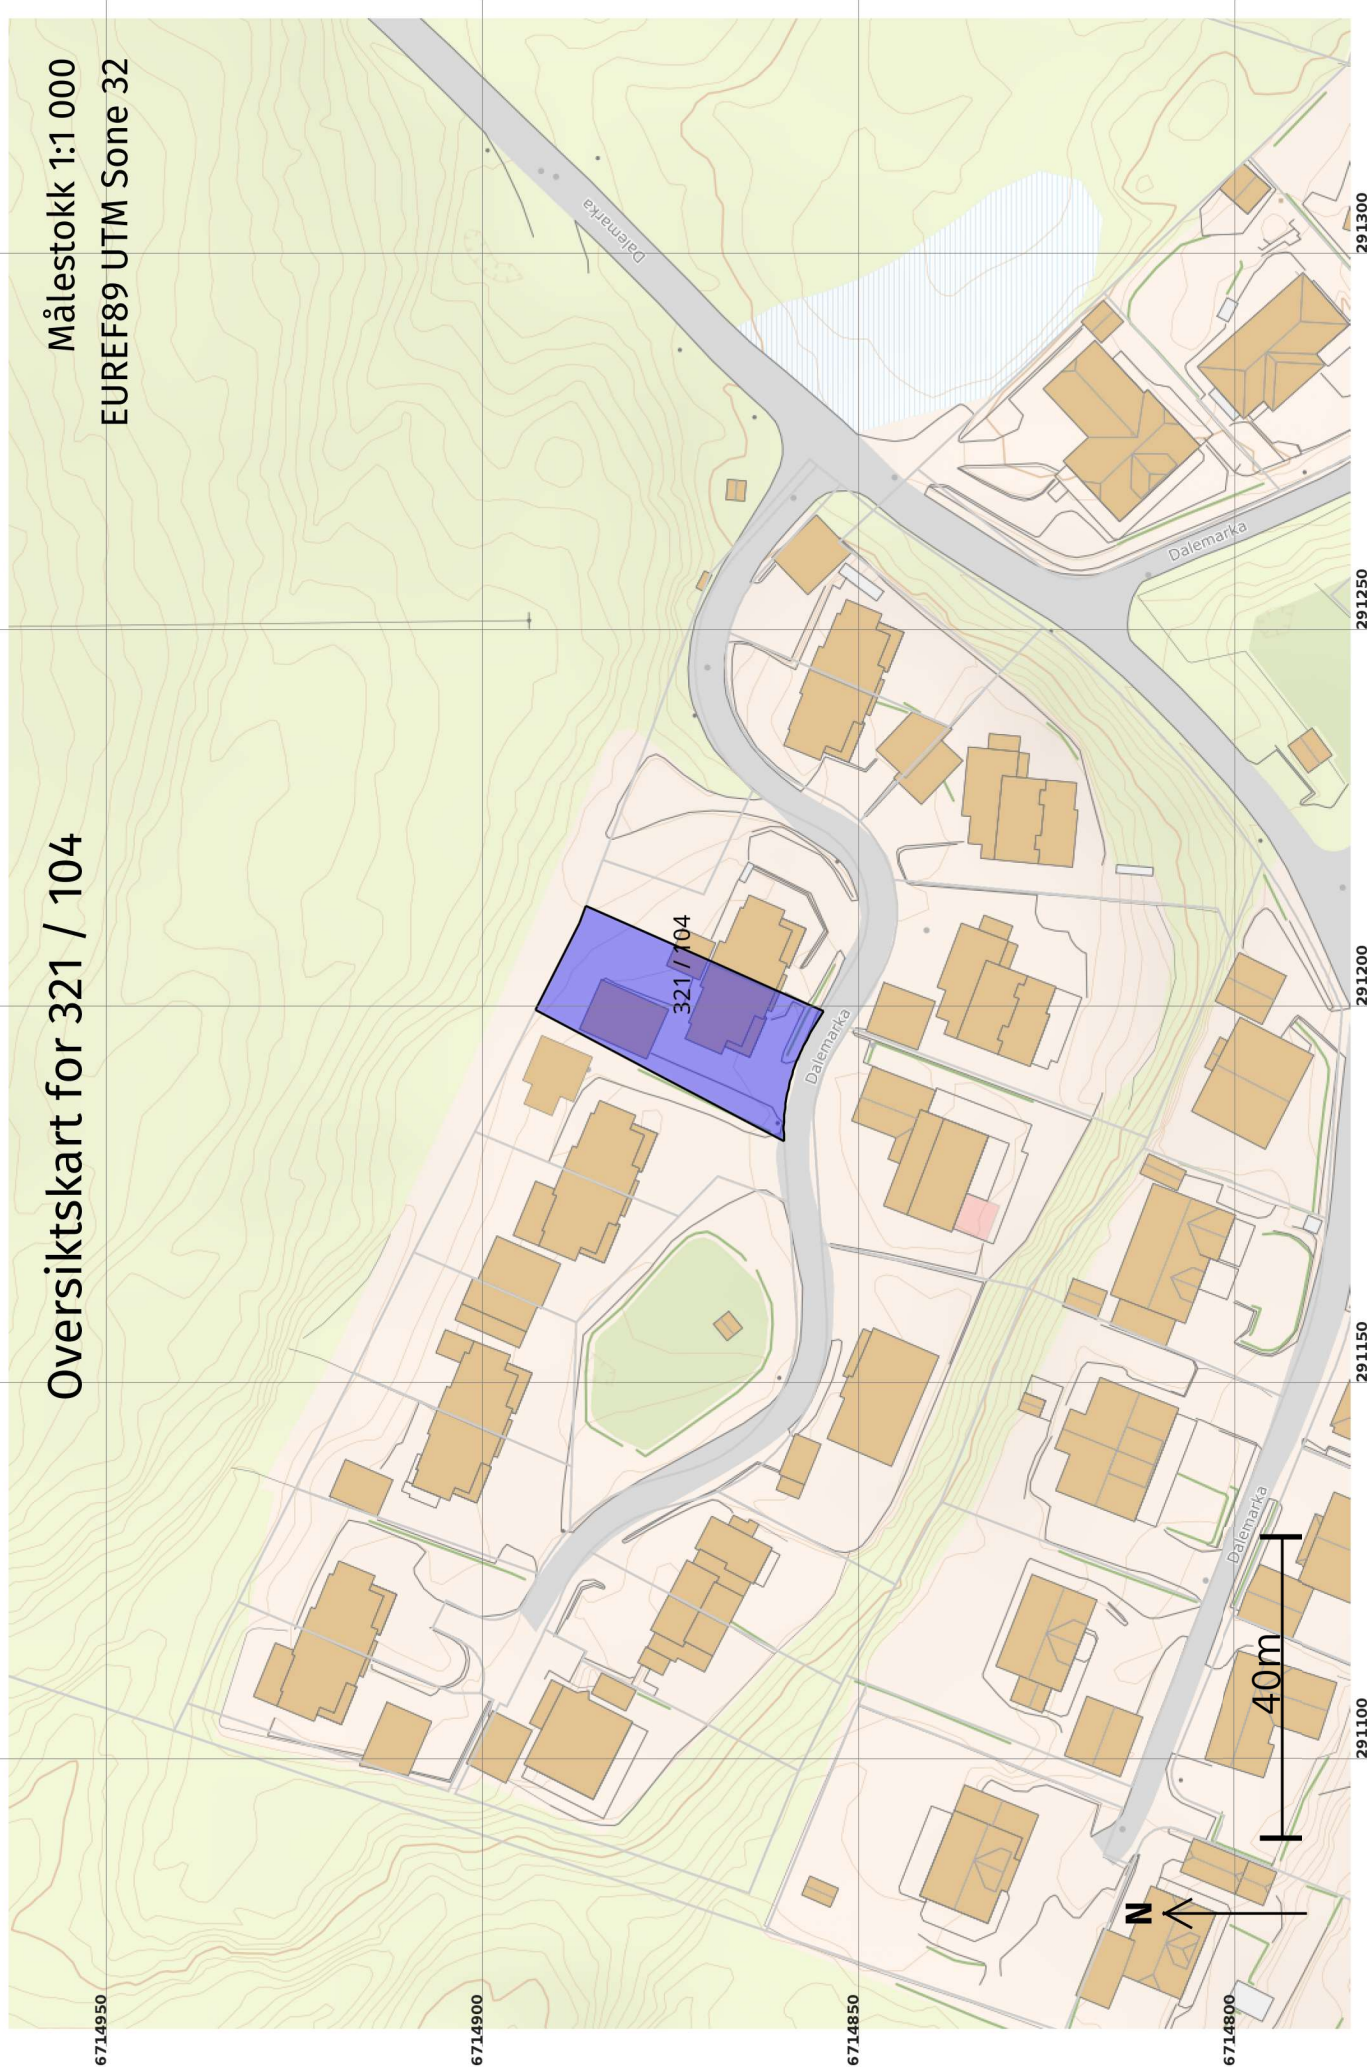 Oversiktskart for 321 / 104
Målestokk 1:1 000
EUREF89 UTM Sone 32
6714950
6714900
6714850
6714800
Dalemarka
321 / 104
Dalemarka
Dalemarka
Dalemarka
N
40m
291100
291150
291200
291250
291300